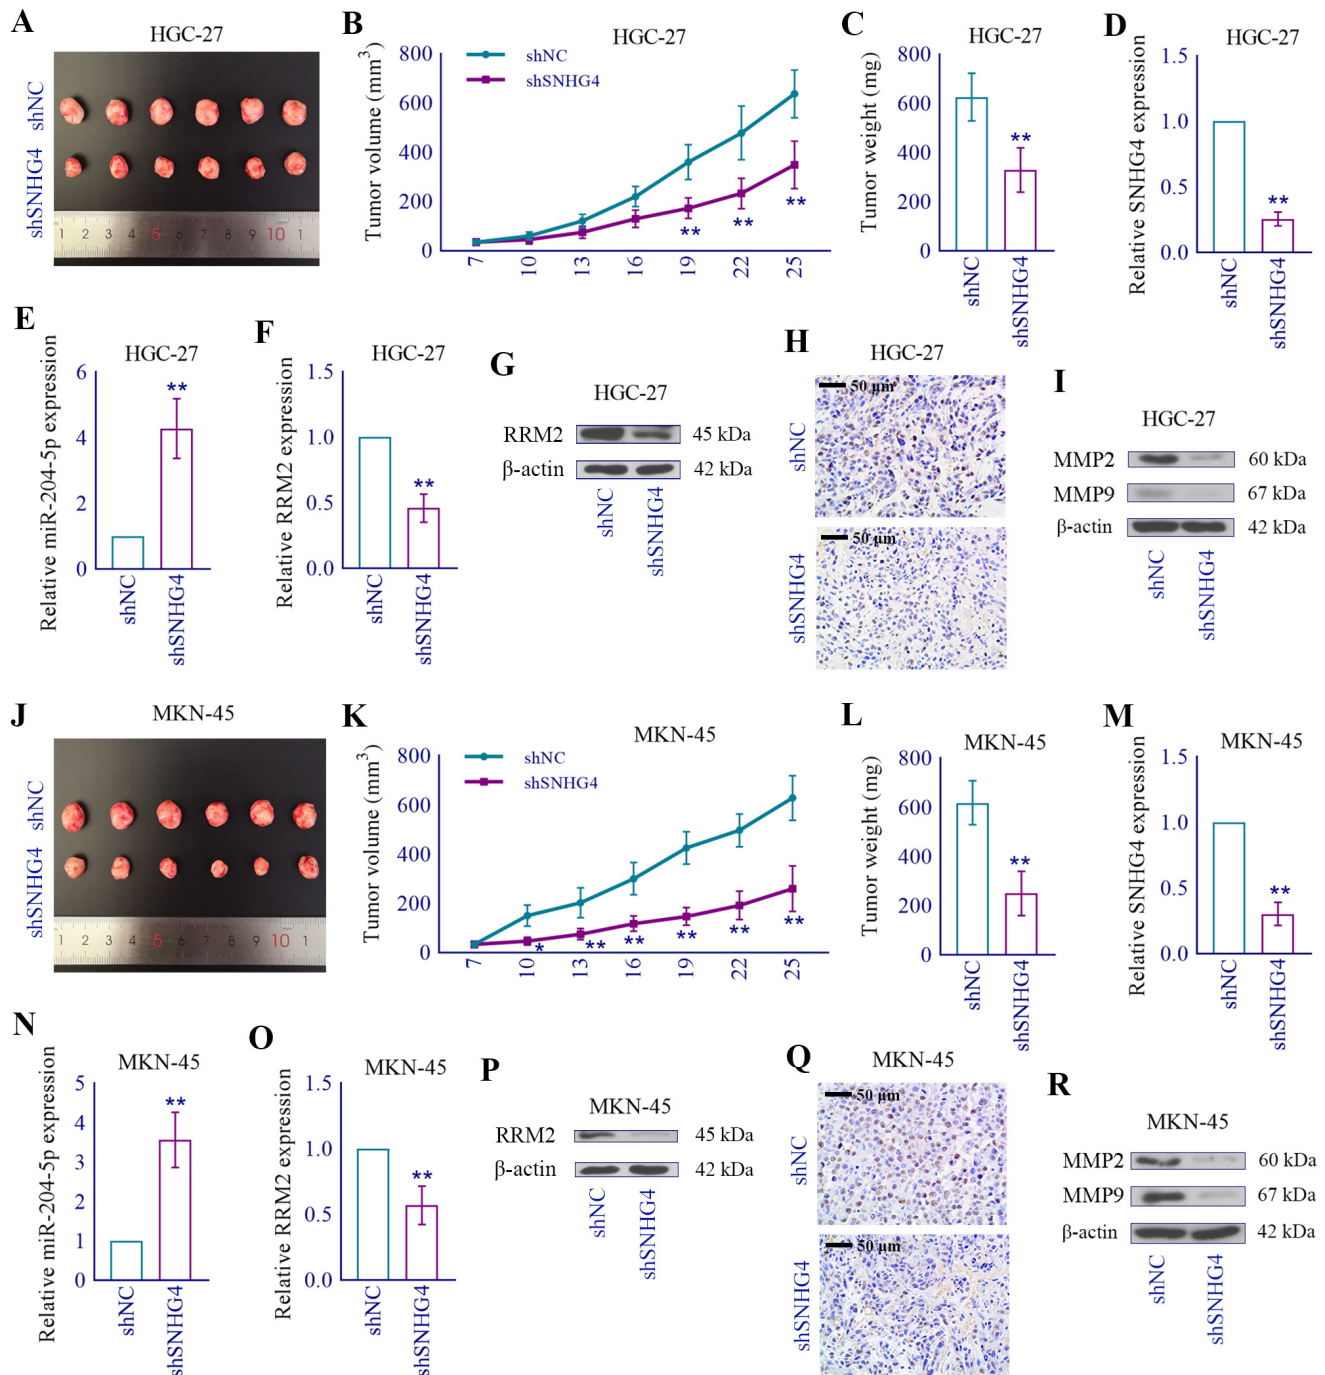 A
HGC-27
shNC
shSNHG4
1 2 3 4 5 6 7 8 9 10 1
B
HGC-27
shNC
shSNHG4
Tumor volume (mm³)
800
600
400
200
0
** ** **
7 10 13 16 19 22 25
C
HGC-27
Tumor weight (mg)
800
600
400
200
0
**
shNC
shSNHG4
D
HGC-27
Relative SNHG4 expression
1.5
1.0
0.5
0.0
**
shNC
shSNHG4
E
HGC-27
Relative miR-204-5p expression
6
4
2
0
**
shNC
shSNHG4
F
HGC-27
Relative RRM2 expression
1.5
1.0
0.5
0.0
**
shNC
shSNHG4
G
HGC-27
RRM2 45 kDa
β-actin 42 kDa
shNC
shSNHG4
H
HGC-27
shNC
50 μm
shSNHG4
50 μm
I
HGC-27
MMP2 60 kDa
MMP9 67 kDa
β-actin 42 kDa
shNC
shSNHG4
J
MKN-45
shNC
shSNHG4
1 2 3 4 5 6 7 8 9 10 1
K
MKN-45
shNC
shSNHG4
Tumor volume (mm³)
800
600
400
200
0
* ** ** ** ** **
7 10 13 16 19 22 25
L
MKN-45
Tumor weight (mg)
800
600
400
200
0
**
shNC
shSNHG4
M
MKN-45
Relative SNHG4 expression
1.5
1.0
0.5
0.0
**
shNC
shSNHG4
N
MKN-45
Relative miR-204-5p expression
5
4
3
2
1
0
**
shNC
shSNHG4
O
MKN-45
Relative RRM2 expression
1.5
1.0
0.5
0.0
**
shNC
shSNHG4
P
MKN-45
RRM2 45 kDa
β-actin 42 kDa
shNC
shSNHG4
Q
MKN-45
shNC
50 μm
shSNHG4
50 μm
R
MKN-45
MMP2 60 kDa
MMP9 67 kDa
β-actin 42 kDa
shNC
shSNHG4